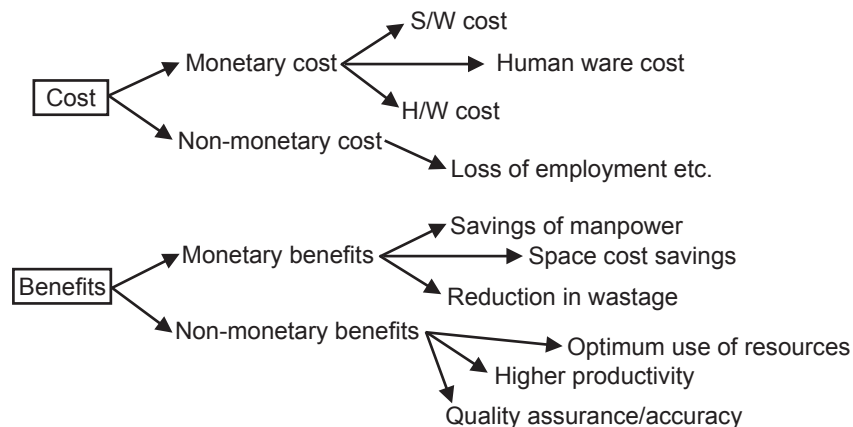 S/W cost
Monetary cost
Human ware cost
Cost
H/W cost
Non-monetary cost
Loss of employment etc.
Savings of manpower
Monetary benefits
Space cost savings
Benefits
Reduction in wastage
Non-monetary benefits
Optimum use of resources
Higher productivity
Quality assurance/accuracy